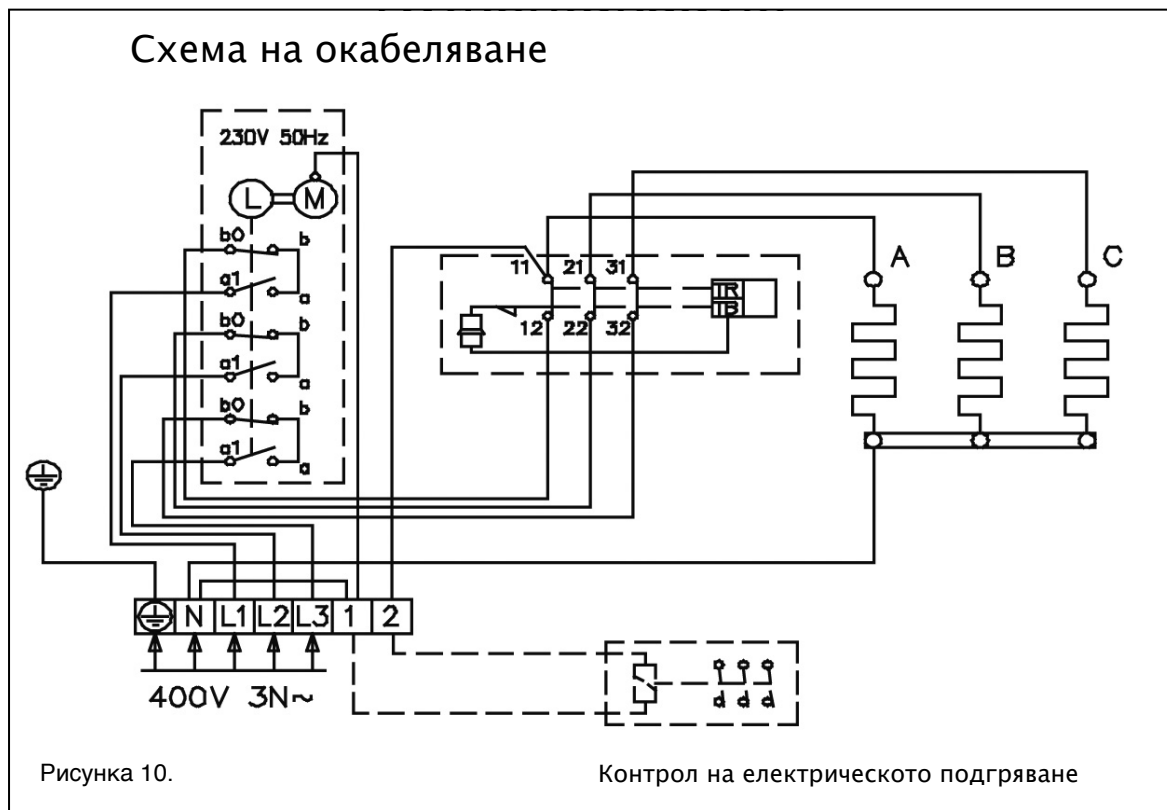 Схема на окабеляване
230V 50Hz
L M
b0 b
a1 a
b0 b
a1 a
b0 b
a1 a
11 21 31
TR
TB
12 22 32
A B C
N L1 L2 L3 1 2
400V 3N~
Рисунка 10.
Контрол на електрическото подгряване